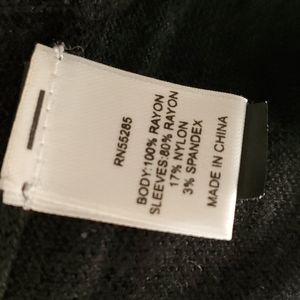 RN55285
BODY:100% RAYON
SLEEVES:80% RAYON
17% NYLON
3% SPANDEX
MADE IN CHINA